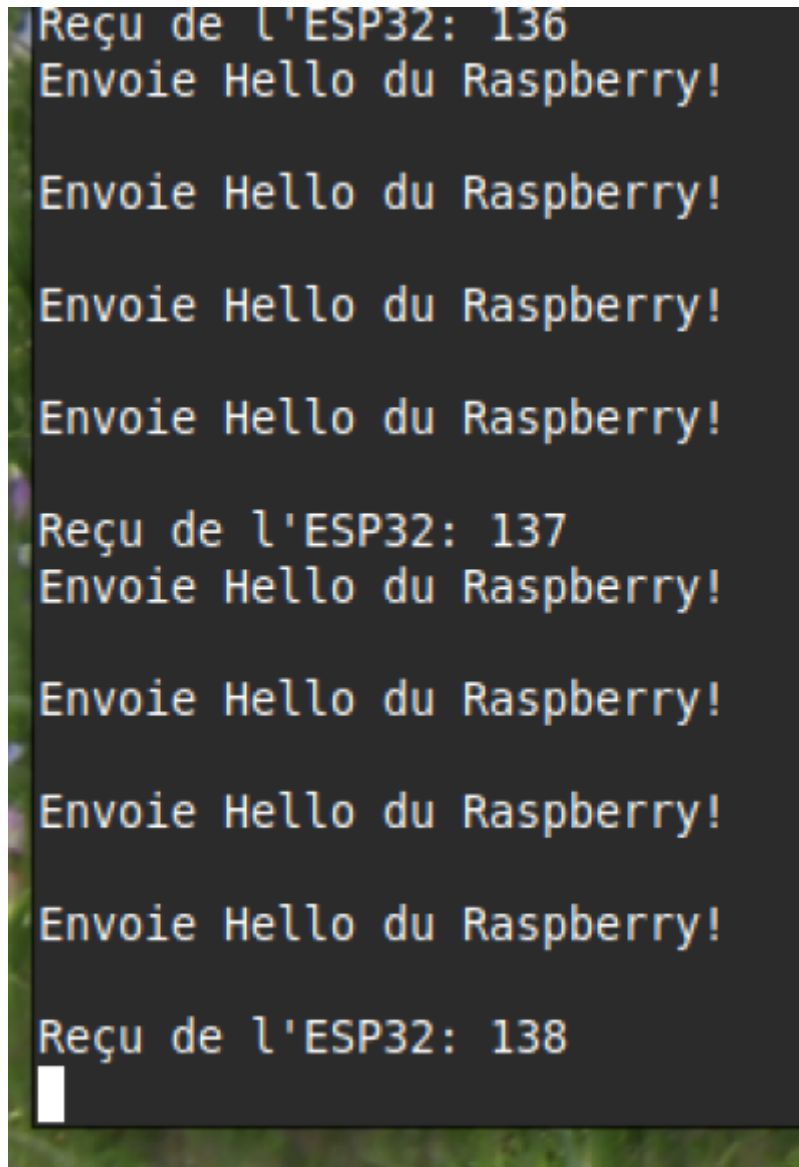 Reçu de l'ESP32: 136
Envoie Hello du Raspberry!
Envoie Hello du Raspberry!
Envoie Hello du Raspberry!
Envoie Hello du Raspberry!
Reçu de l'ESP32: 137
Envoie Hello du Raspberry!
Envoie Hello du Raspberry!
Envoie Hello du Raspberry!
Envoie Hello du Raspberry!
Reçu de l'ESP32: 138